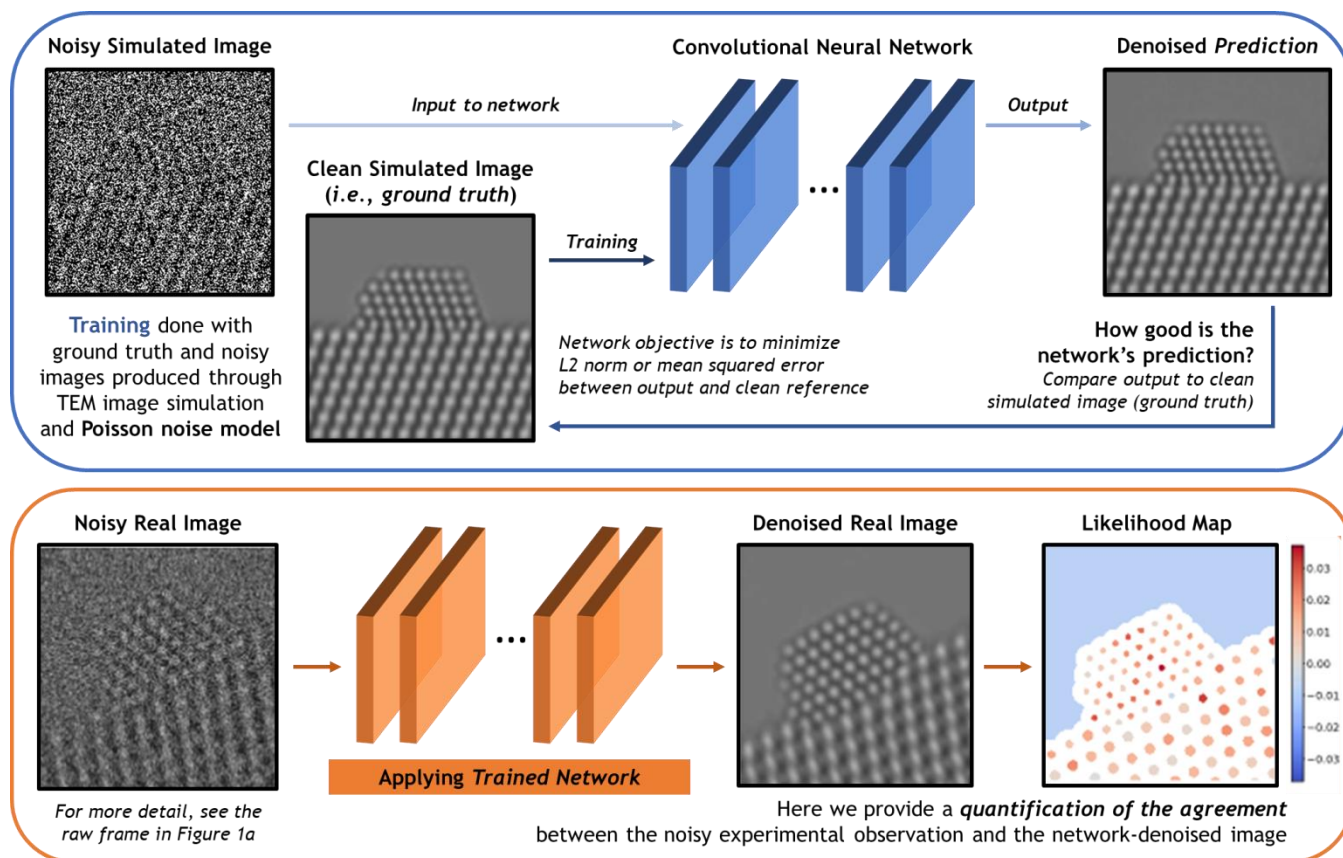 Noisy Simulated Image
Convolutional Neural Network
Denoised Prediction
Input to network
Output
Clean Simulated Image
(i.e., ground truth)
Training
...
Training done with
ground truth and noisy
images produced through
TEM image simulation
and Poisson noise model
Network objective is to minimize
L2 norm or mean squared error
between output and clean reference
How good is the
network's prediction?
Compare output to clean
simulated image (ground truth)
Noisy Real Image
Denoised Real Image
Likelihood Map
...
0.03
0.02
0.01
0.00
−0.01
−0.02
−0.03
Applying Trained Network
For more detail, see the
raw frame in Figure 1a
Here we provide a quantification of the agreement
between the noisy experimental observation and the network-denoised image